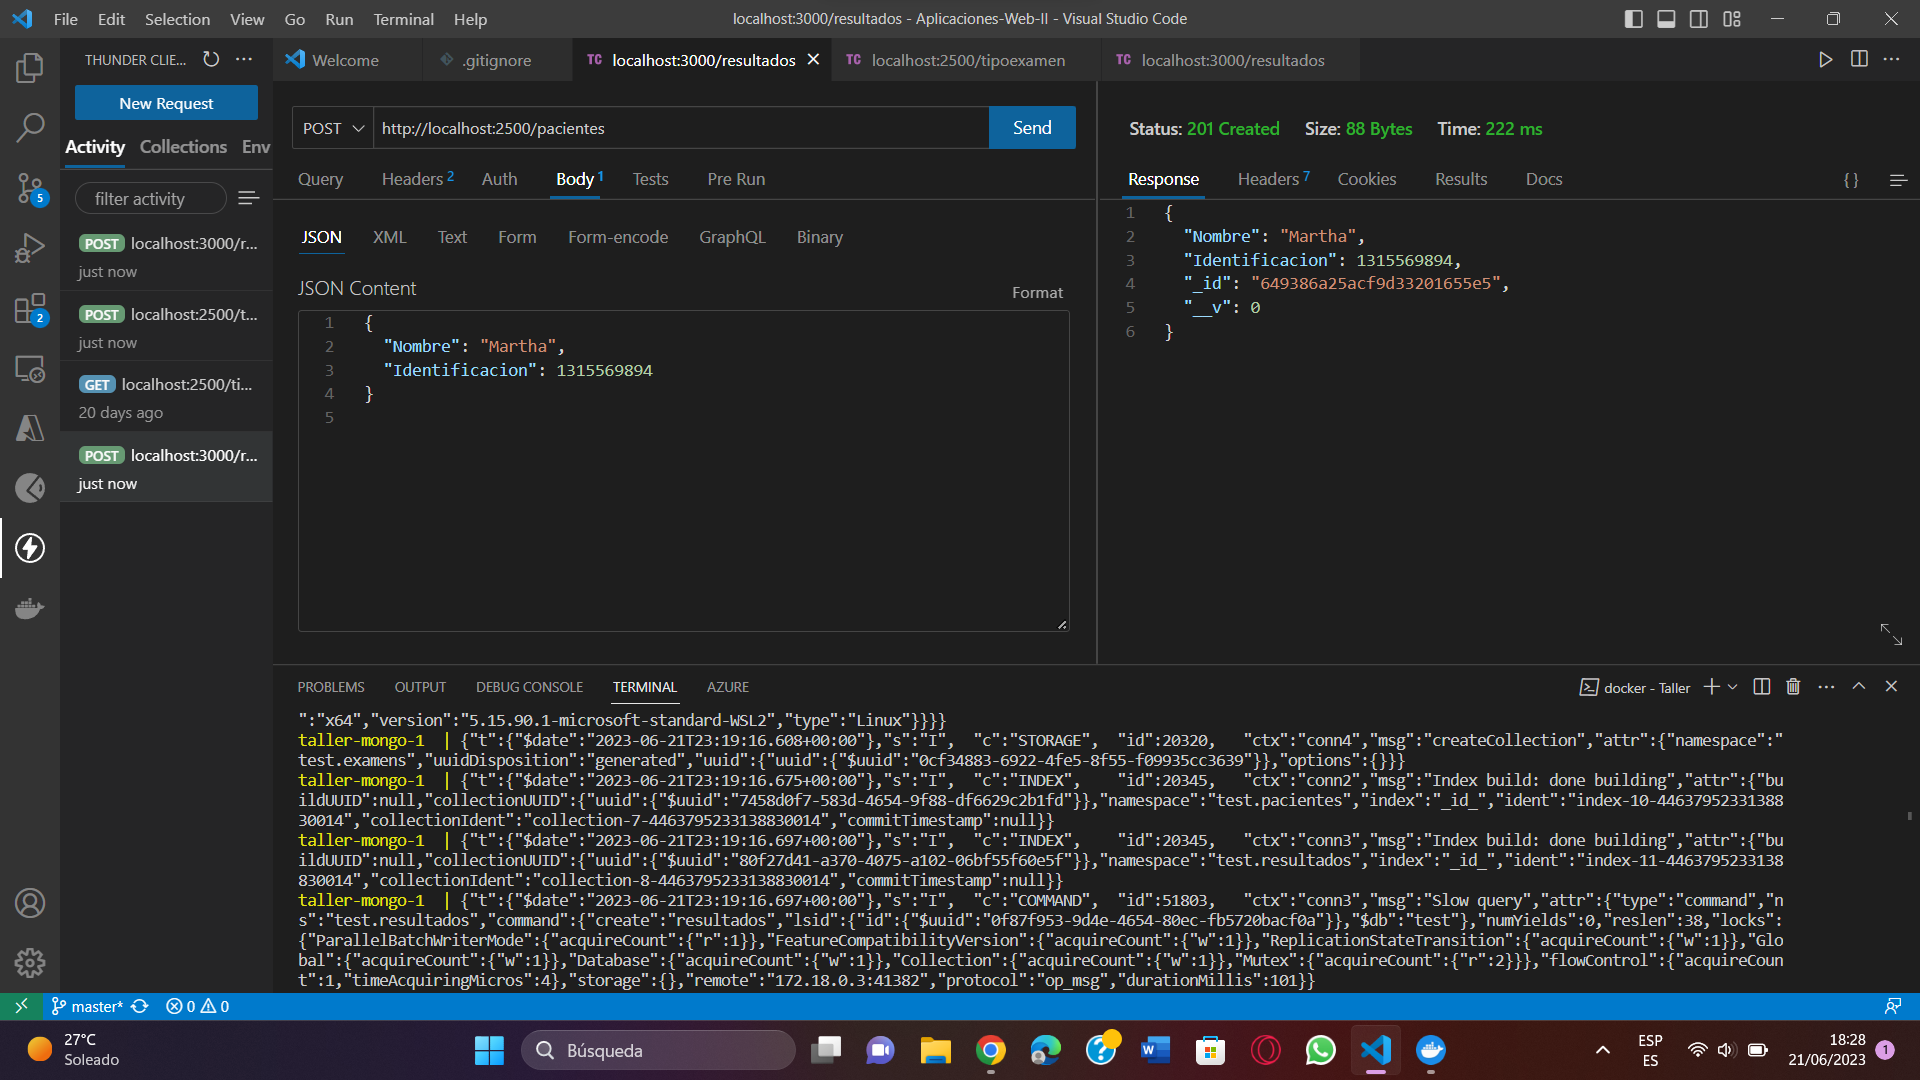 File Edit Selection View Go Run Terminal Help
localhost:3000/resultados - Aplicaciones-Web-II - Visual Studio Code
THUNDER CLIE...
New Request
Activity Collections Env
filter activity
POST localhost:3000/r...
just now
POST localhost:2500/t...
just now
GET localhost:2500/ti...
20 days ago
POST localhost:3000/r...
just now
5
2
Welcome
.gitignore
TC localhost:3000/resultados
TC localhost:2500/tipoexamen
TC localhost:3000/resultados
POST http://localhost:2500/pacientes Send
Query Headers 2 Auth Body 1 Tests Pre Run
JSON XML Text Form Form-encode GraphQL Binary
JSON Content
Format
1 {
2 "Nombre": "Martha",
3 "Identificacion": 1315569894
4 }
5
Status: 201 Created Size: 88 Bytes Time: 222 ms
Response Headers 7 Cookies Results Docs { }
1 {
2 "Nombre": "Martha",
3 "Identificacion": 1315569894,
4 "_id": "649386a25acf9d33201655e5",
5 "__v": 0
6 }
PROBLEMS OUTPUT DEBUG CONSOLE TERMINAL AZURE
docker - Taller
":"x64","version":"5.15.90.1-microsoft-standard-WSL2","type":"Linux"}}}}
taller-mongo-1 | {"t":{"$date":"2023-06-21T23:19:16.608+00:00"},"s":"I", "c":"STORAGE", "id":20320, "ctx":"conn4","msg":"createCollection","attr":{"namespace":"
test.examens","uuidDisposition":"generated","uuid":{"uuid":{"$uuid":"0cf34883-6922-4fe5-8f55-f09935cc3639"}},"options":{}}}
taller-mongo-1 | {"t":{"$date":"2023-06-21T23:19:16.675+00:00"},"s":"I", "c":"INDEX", "id":20345, "ctx":"conn2","msg":"Index build: done building","attr":{"bu
ildUUID":null,"collectionUUID":{"uuid":{"$uuid":"7458d0f7-583d-4654-9f88-df6629c2b1fd"}},"namespace":"test.pacientes","index":"_id_","ident":"index-10-44637952331388
30014","collectionIdent":"collection-7-4463795233138830014","commitTimestamp":null}}
taller-mongo-1 | {"t":{"$date":"2023-06-21T23:19:16.697+00:00"},"s":"I", "c":"INDEX", "id":20345, "ctx":"conn3","msg":"Index build: done building","attr":{"bu
ildUUID":null,"collectionUUID":{"uuid":{"$uuid":"80f27d41-a370-4075-a102-06bf55f60e5f"}},"namespace":"test.resultados","index":"_id_","ident":"index-11-4463795233138
830014","collectionIdent":"collection-8-4463795233138830014","commitTimestamp":null}}
taller-mongo-1 | {"t":{"$date":"2023-06-21T23:19:16.697+00:00"},"s":"I", "c":"COMMAND", "id":51803, "ctx":"conn3","msg":"Slow query","attr":{"type":"command","n
s":"test.resultados","command":{"create":"resultados","lsid":{"id":{"$uuid":"0f87f953-9d4e-4654-80ec-fb5720bacf0a"}},"$db":"test"},"numYields":0,"reslen":38,"locks":
{"ParallelBatchWriterMode":{"acquireCount":{"r":1}},"FeatureCompatibilityVersion":{"acquireCount":{"w":1}},"ReplicationStateTransition":{"acquireCount":{"w":1}},"Glo
bal":{"acquireCount":{"w":1}},"Database":{"acquireCount":{"w":1}},"Collection":{"acquireCount":{"w":1}},"Mutex":{"acquireCount":{"r":2}}},"flowControl":{"acquireCoun
t":1,"timeAcquiringMicros":4},"storage":{},"remote":"172.18.0.3:41382","protocol":"op_msg","durationMillis":101}}
master* 0 0
27°C
Soleado
Búsqueda
ESP
ES
18:28
21/06/2023
1